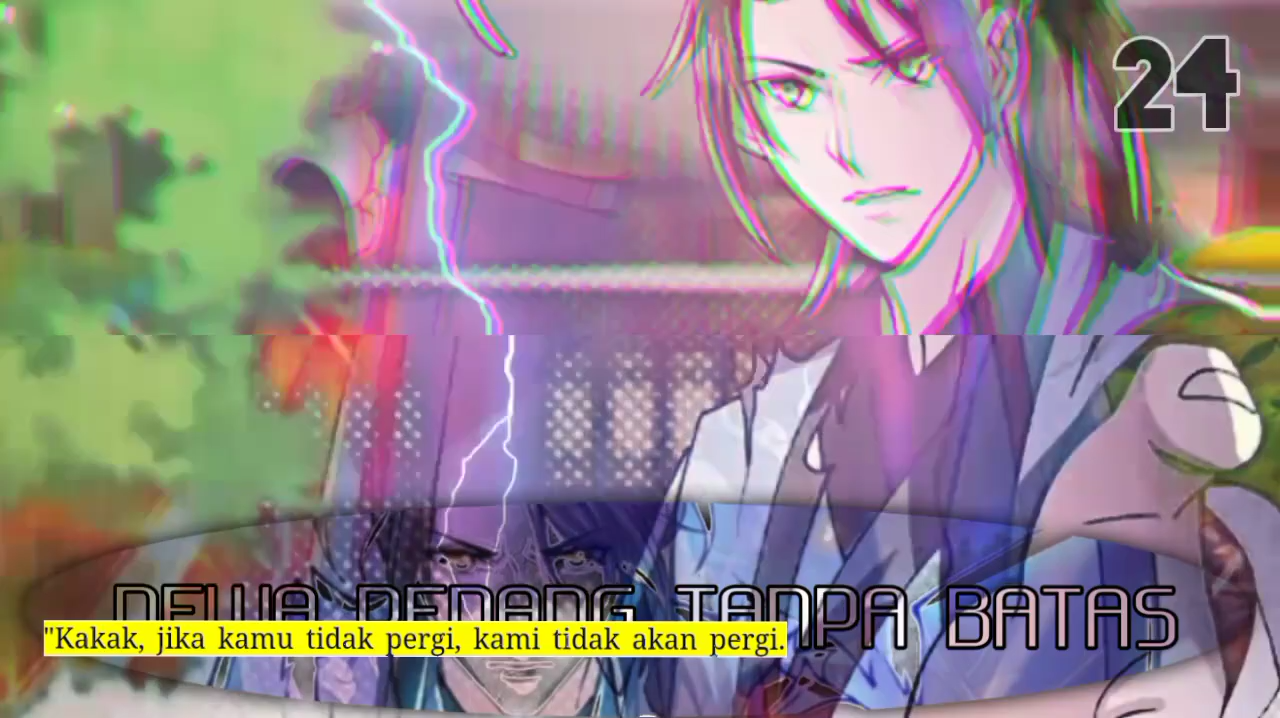 24
DEWA PEDANG TANPA BATAS
"Kakak, jika kamu tidak pergi, kami tidak akan pergi.